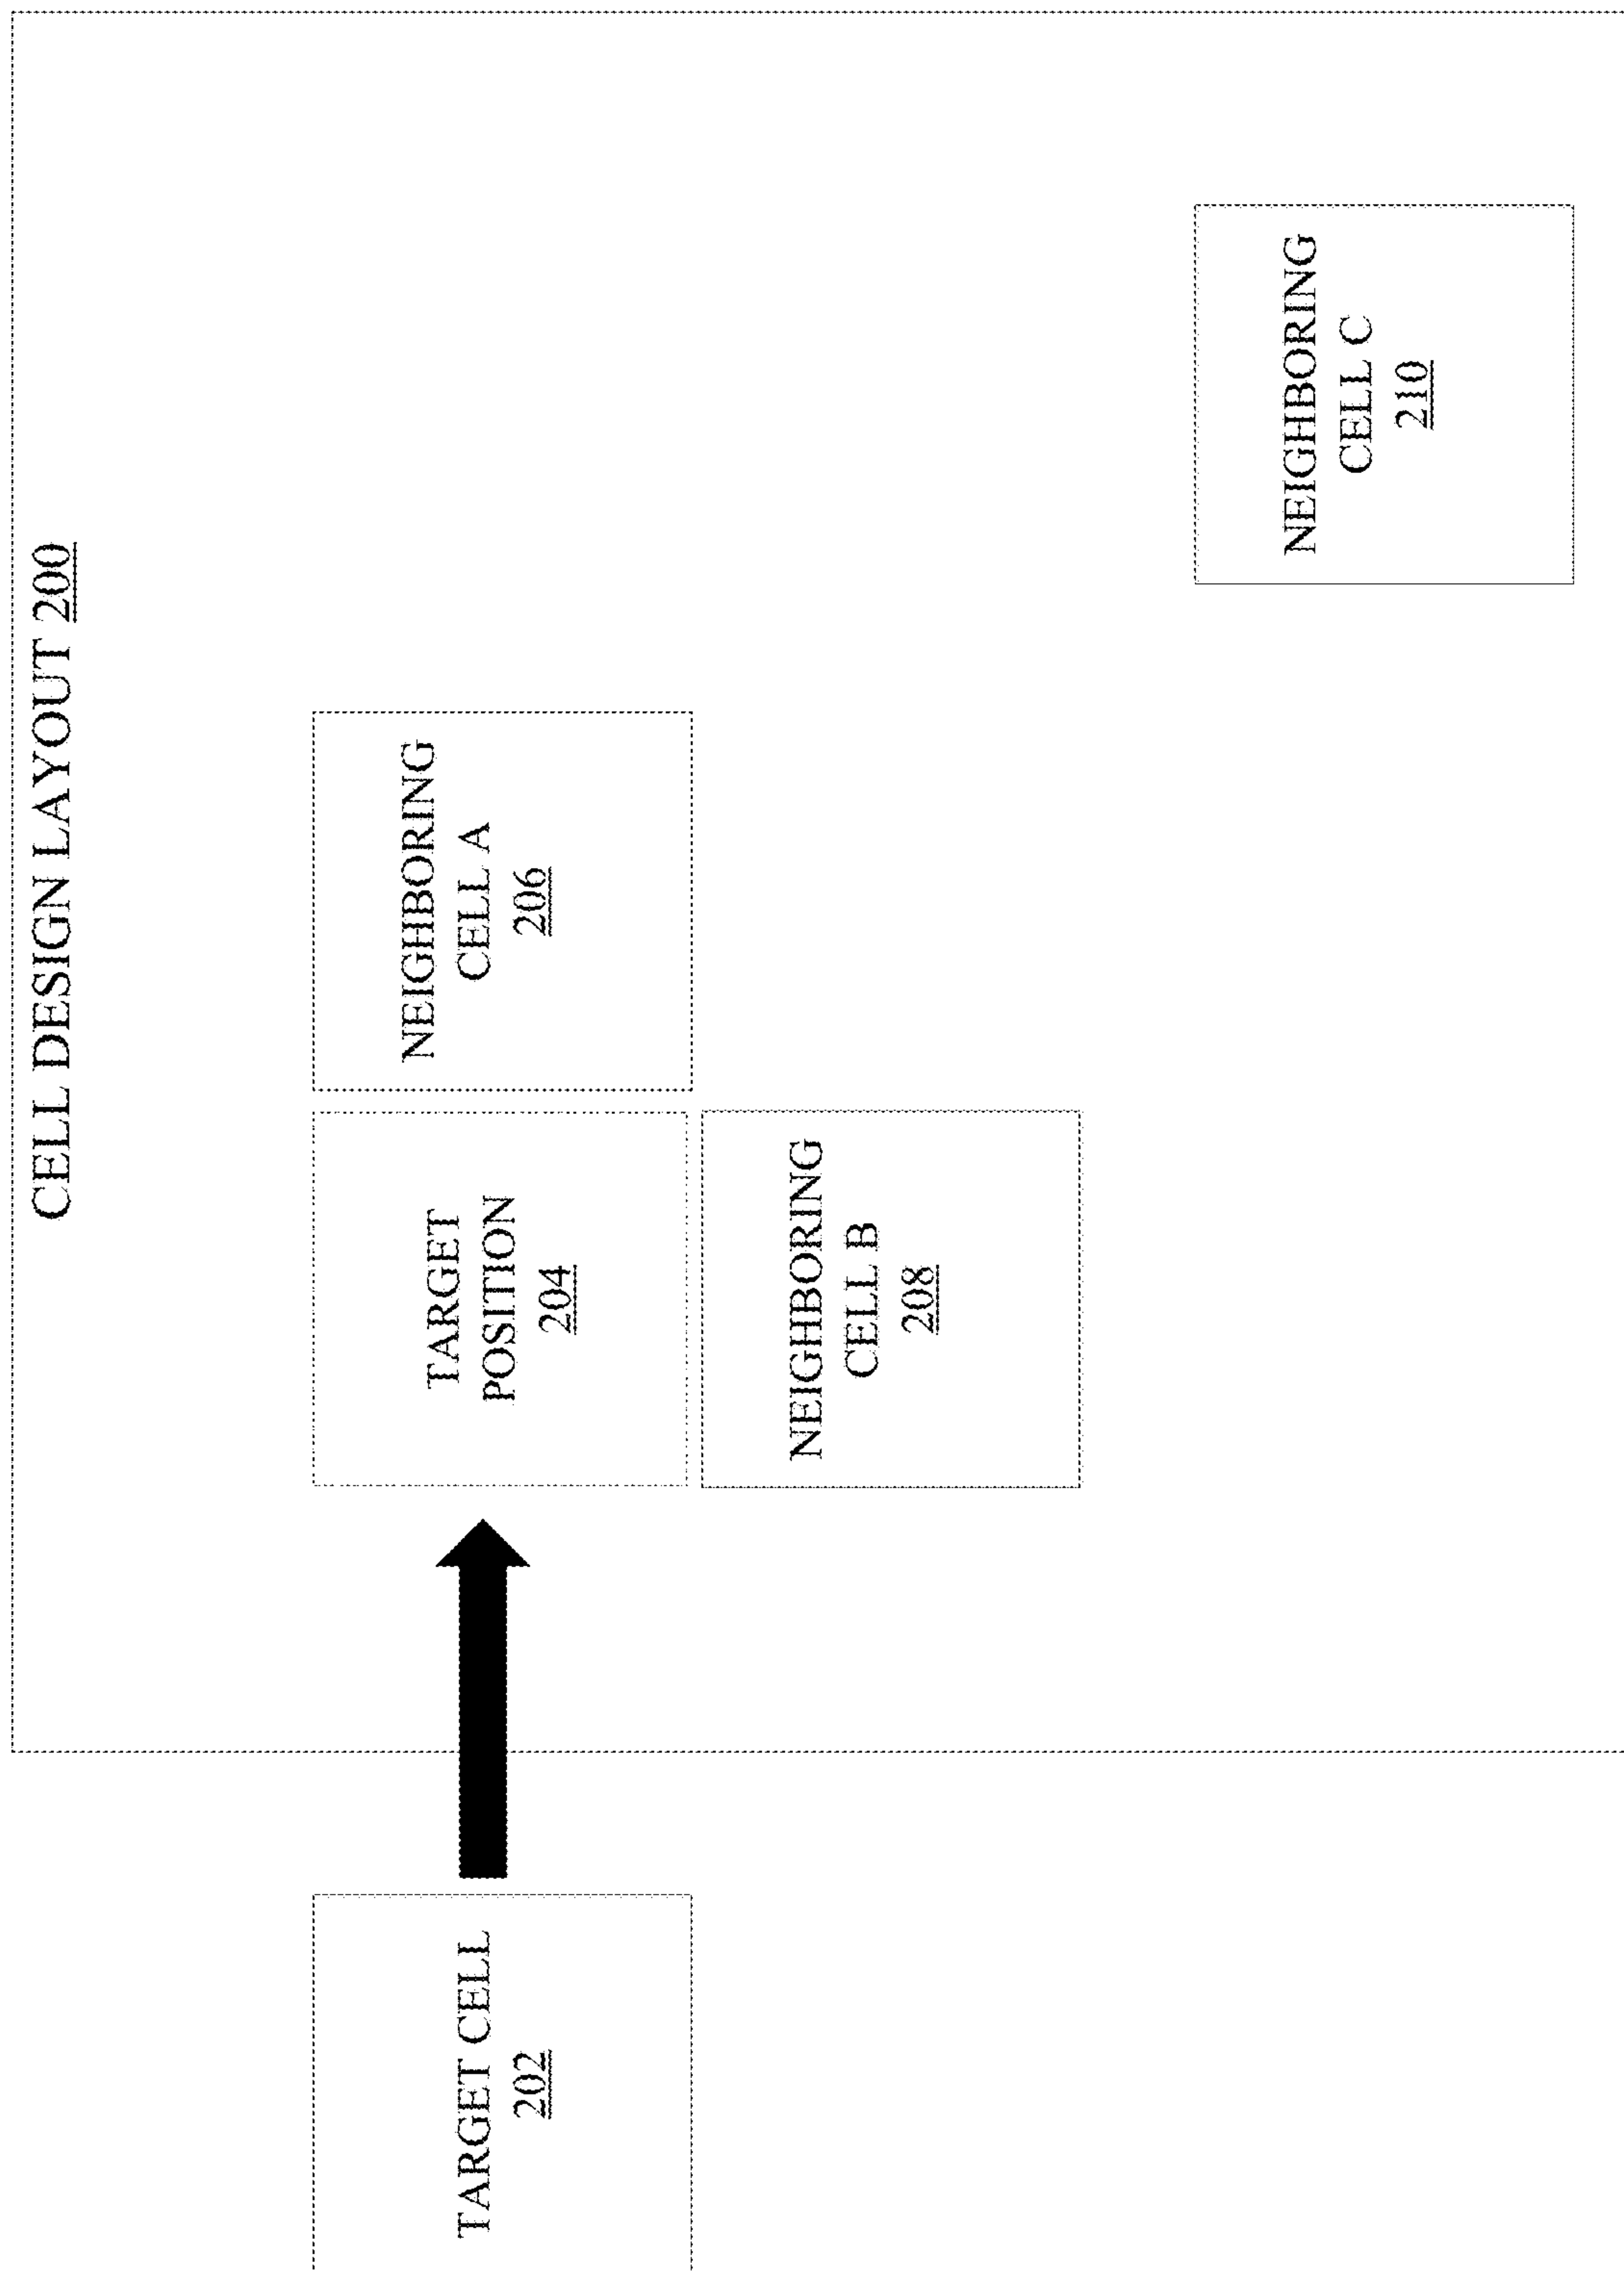 CELL DESIGN LAYOUT 200
TARGET CELL
202
TARGET
POSITION
204
NEIGHBORING
CELL A
206
NEIGHBORING
CELL B
208
NEIGHBORING
CELL C
210